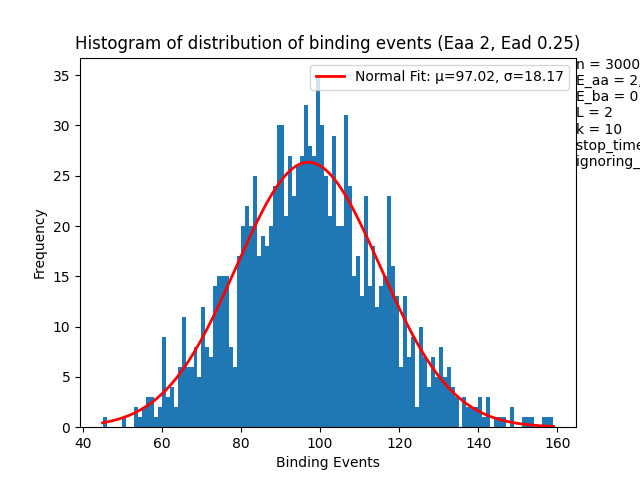 Histogram of distribution of binding events (Eaa 2, Ead 0.25)
Normal Fit: μ=97.02, σ=18.17
n = 3000
E_aa = 2,
E_ba = 0
L = 2
k = 10
stop_time
ignoring_
Frequency
35
30
25
20
15
10
5
0
40 60 80 100 120 140 160
Binding Events